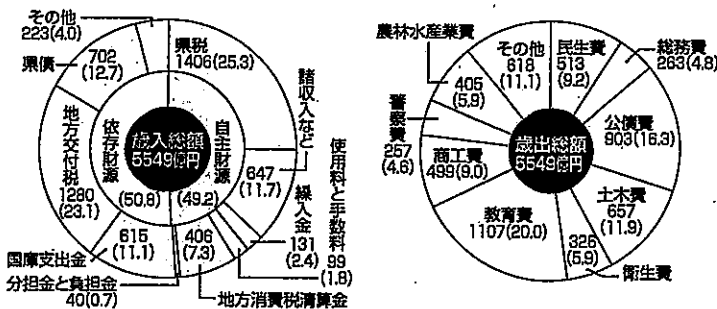 その他
223(4.0)
県債
702
(12.7)
県税
1406(25.3)
諸収入など
647
(11.7)
使用料と手数料
99
(1.8)
繰入金
131
(2.4)
地方消費税清算金
406
(7.3)
分担金と負担金
40(0.7)
国庫支出金
615
(11.1)
地方交付税
1280
(23.1)
依存財源
(50.8)
自主財源
(49.2)
歳入総額
5549億円
農林水産業費
405
(5.9)
その他
618
(11.1)
民生費
513
(9.2)
総務費
263(4.8)
公債費
903(16.3)
土木費
657
(11.9)
326
(5.9)
衛生費
教育費
1107(20.0)
商工費
499(9.0)
警察費
257
(4.6)
歳出総額
5549億円